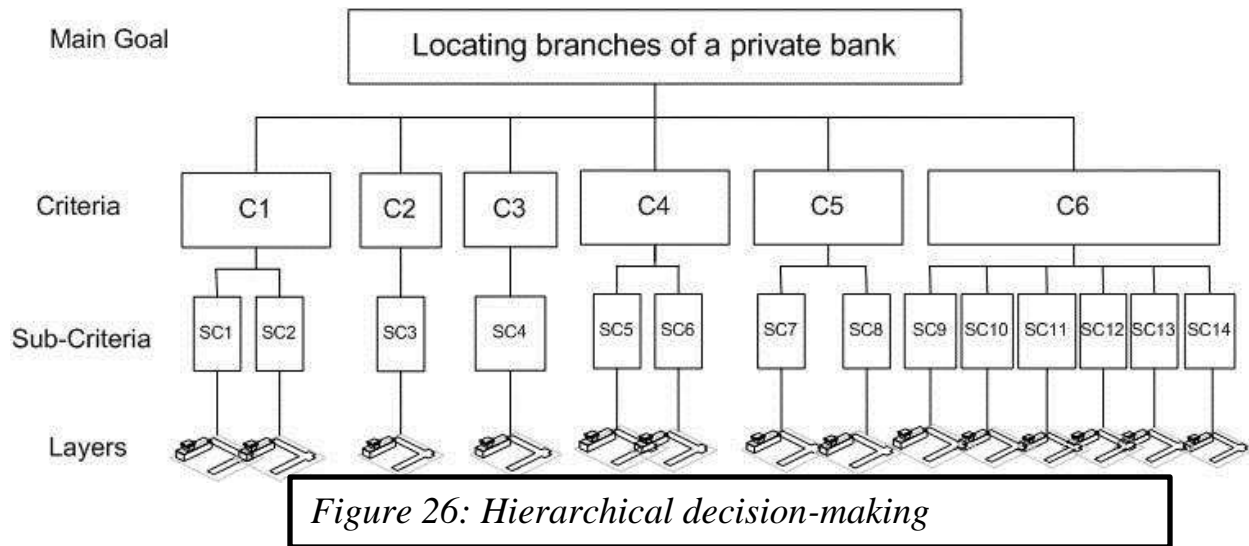 Main Goal
Locating branches of a private bank
Criteria
C1 C2 C3 C4 C5 C6
Sub-Criteria
SC1 SC2 SC3 SC4 SC5 SC6 SC7 SC8 SC9 SC10 SC11 SC12 SC13 SC14
Layers
Figure 26: Hierarchical decision-making